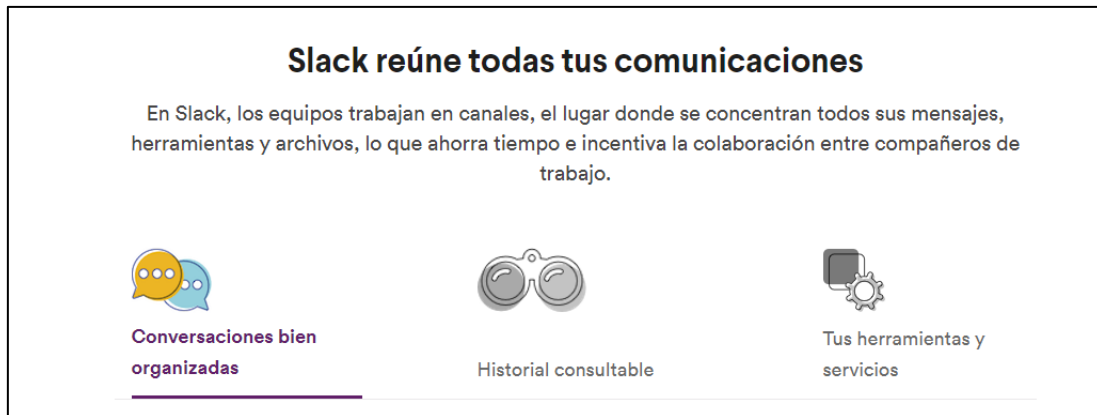 Slack reúne todas tus comunicaciones
En Slack, los equipos trabajan en canales, el lugar donde se concentran todos sus mensajes,
herramientas y archivos, lo que ahorra tiempo e incentiva la colaboración entre compañeros de
trabajo.
Conversaciones bien
organizadas
Historial consultable
Tus herramientas y
servicios